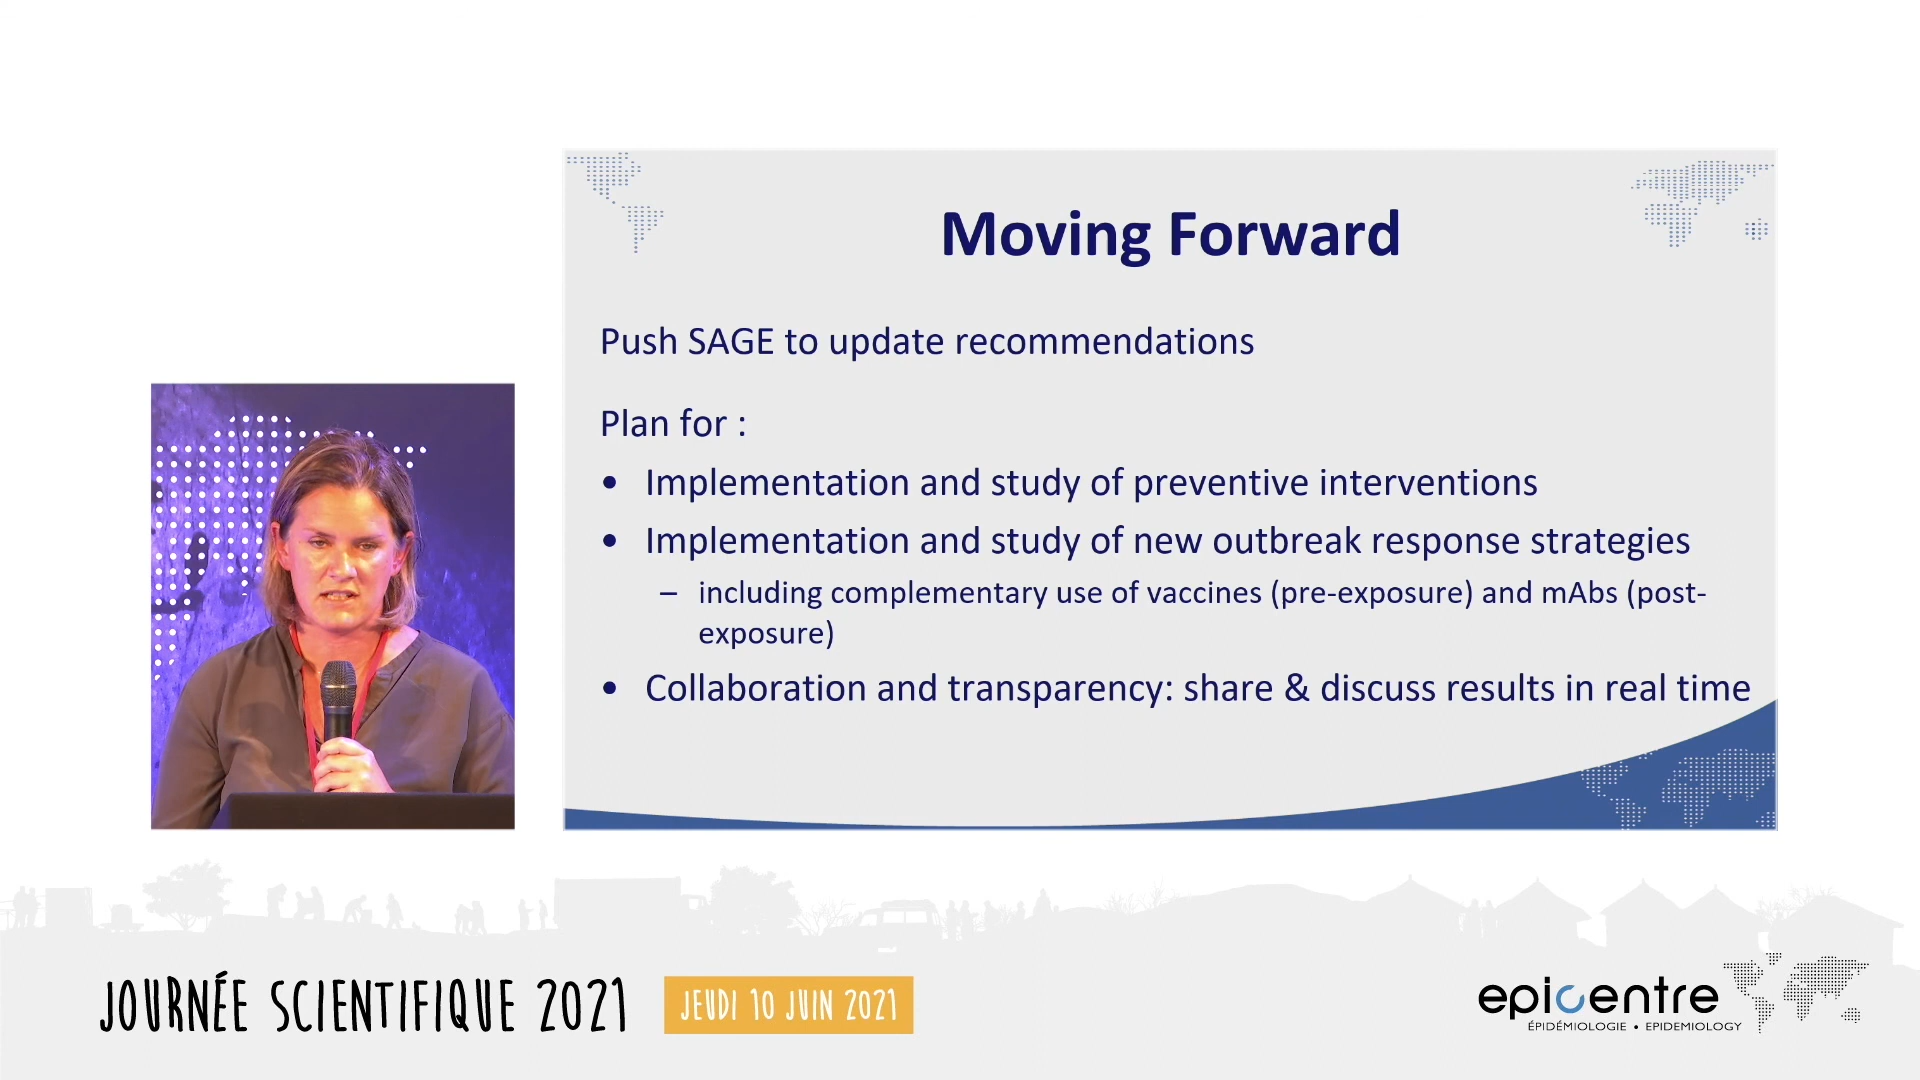 Moving Forward
Push SAGE to update recommendations
Plan for :
• Implementation and study of preventive interventions
• Implementation and study of new outbreak response strategies
– including complementary use of vaccines (pre-exposure) and mAbs (post-
exposure)
• Collaboration and transparency: share & discuss results in real time
JOURNÉE SCIENTIFIQUE 2021
JEUDI 10 JUIN 2021
epicentre
ÉPIDÉMIOLOGIE • EPIDEMIOLOGY